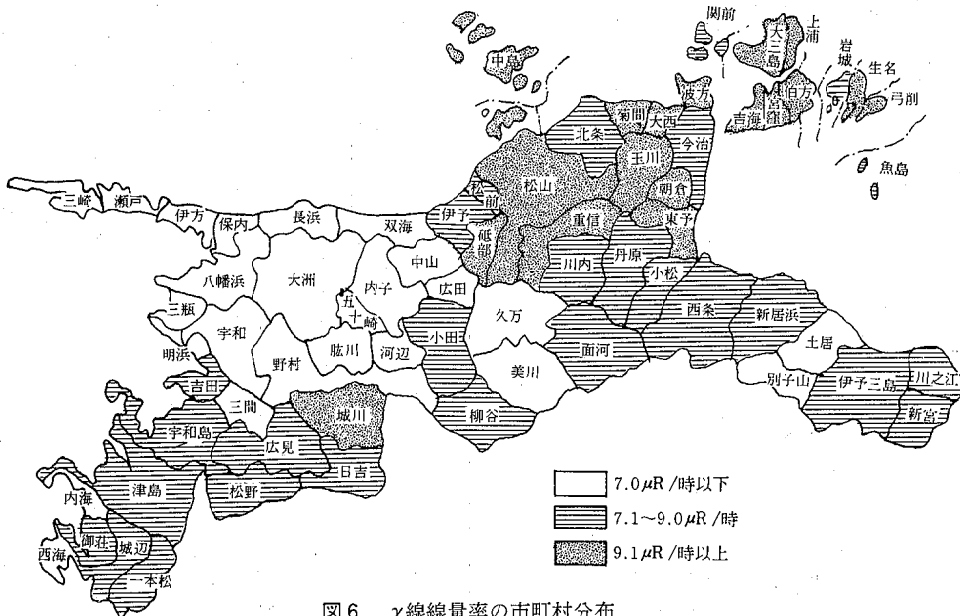 関前
大三島
上浦
岩城
生名
弓削
中島
波方
吉海
宮窪
伯方
魚島
菊間
大西
北条
今治
玉川
松山
朝倉
三崎
瀬戸
伊方
保内
長浜
双海
伊予
松前
砥部
重信
東予
川内
丹原
小松
中山
八幡浜
大洲
内子
広田
五十崎
久万
西条
新居浜
三瓶
宇和
小田
面河
土居
明浜
野村
肱川
河辺
美川
別子山
伊予三島
川之江
吉田
三間
城川
柳谷
新宮
宇和島
広見
日吉
津島
松野
内海
御荘
城辺
西海
一本松
7.0μR/時以下
7.1~9.0μR/時
9.1μR/時以上
図6 γ線線量率の市町村分布